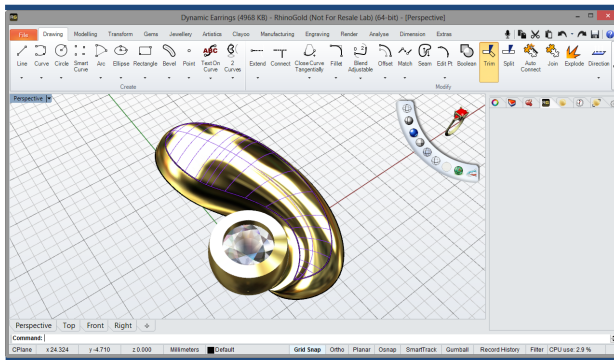 Dynamic Earrings (4968 KB) - RhinoGold (Not For Resale Lab) (64-bit) - [Perspective]
File Drawing Modelling Transform Gems Jewellery Artistics Clayoo Manufacturing Engraving Render Analyse Dimension Extras
Line Curve Circle Smart Curve Arc Ellipse Rectangle Bevel Point Text On Curve 2 Curves Extend Connect Close Curve Tangentially Fillet Blend Adjustable Offset Match Seam Edit Pt Boolean Trim Split Auto Connect Join Explode Direction
Create Modify
Perspective
Perspective Top Front Right
Command:
CPlane x 24.324 y -4.710 z 0.000 Millimeters Default Grid Snap Ortho Planar Osnap SmartTrack Gumball Record History Filter CPU use: 2.9 %